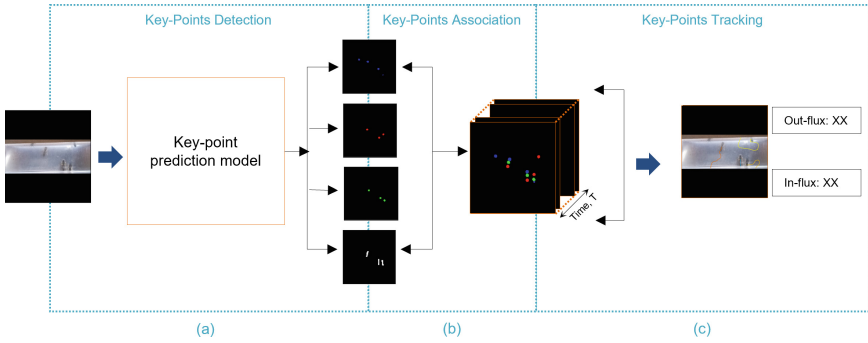 Key-Points Detection
Key-Points Association
Key-Points Tracking
Key-point
prediction model
Time, T
Out-flux: XX
In-flux: XX
(a)
(b)
(c)